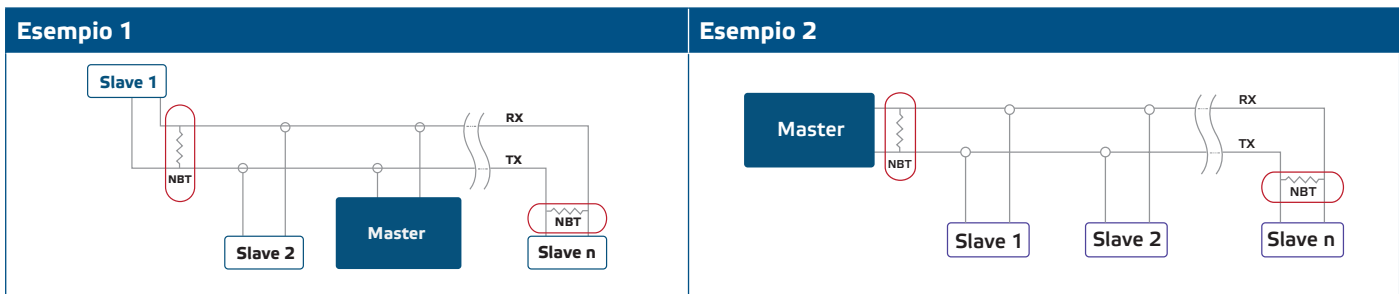 Esempio 1
Slave 1
RX
TX
NBT
NBT
Slave 2
Master
Slave n
Esempio 2
Master
RX
TX
NBT
NBT
Slave 1
Slave 2
Slave n